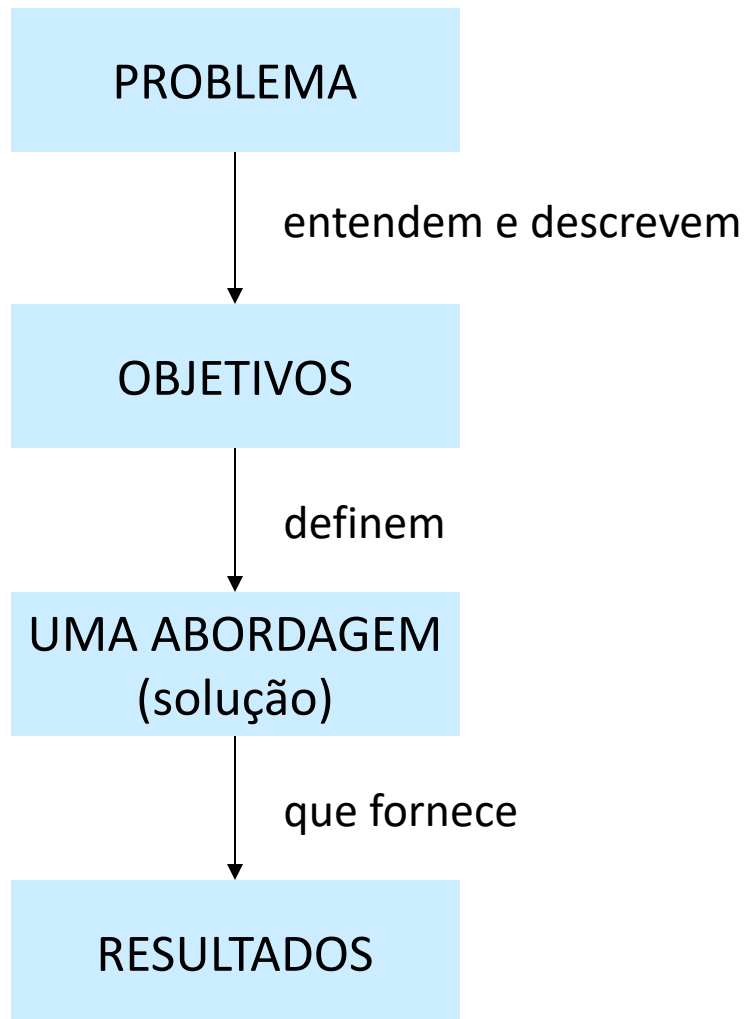 PROBLEMA
entendem e descrevem
OBJETIVOS
definem
UMA ABORDAGEM
(solução)
que fornece
RESULTADOS